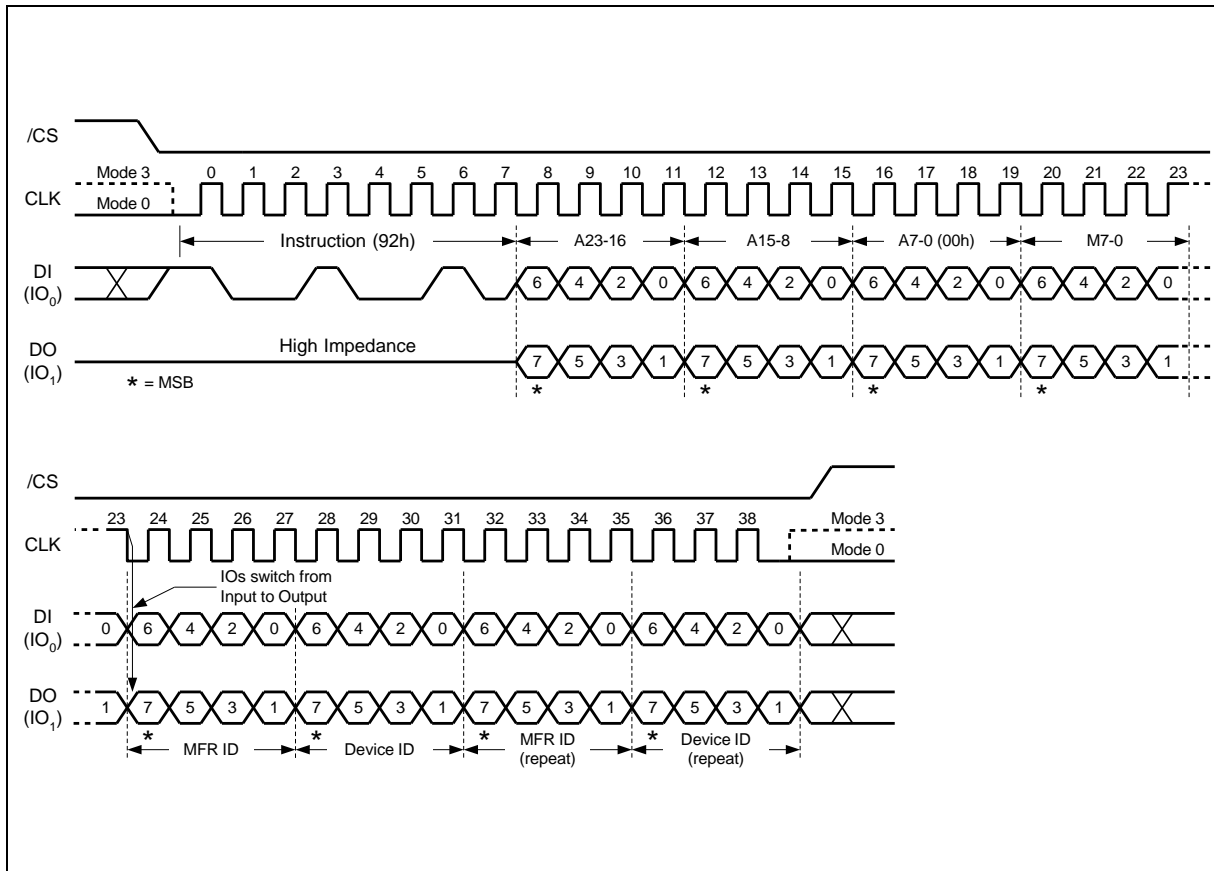 /CS
Mode 3 0 1 2 3 4 5 6 7 8 9 10 11 12 13 14 15 16 17 18 19 20 21 22 23
CLK
Mode 0
Instruction (92h) A23-16 A15-8 A7-0 (00h) M7-0
DI
(IO0)
6 4 2 0 6 4 2 0 6 4 2 0 6 4 2 0
High Impedance
DO
(IO1)
7 5 3 1 7 5 3 1 7 5 3 1 7 5 3 1
* = MSB
* * * *
/CS
23 24 25 26 27 28 29 30 31 32 33 34 35 36 37 38 Mode 3
CLK
Mode 0
IOs switch from
Input to Output
DI
(IO0)
0 6 4 2 0 6 4 2 0 6 4 2 0 6 4 2 0
DO
(IO1)
1 7 5 3 1 7 5 3 1 7 5 3 1 7 5 3 1
* * * *
MFR ID Device ID MFR ID
(repeat)
Device ID
(repeat)